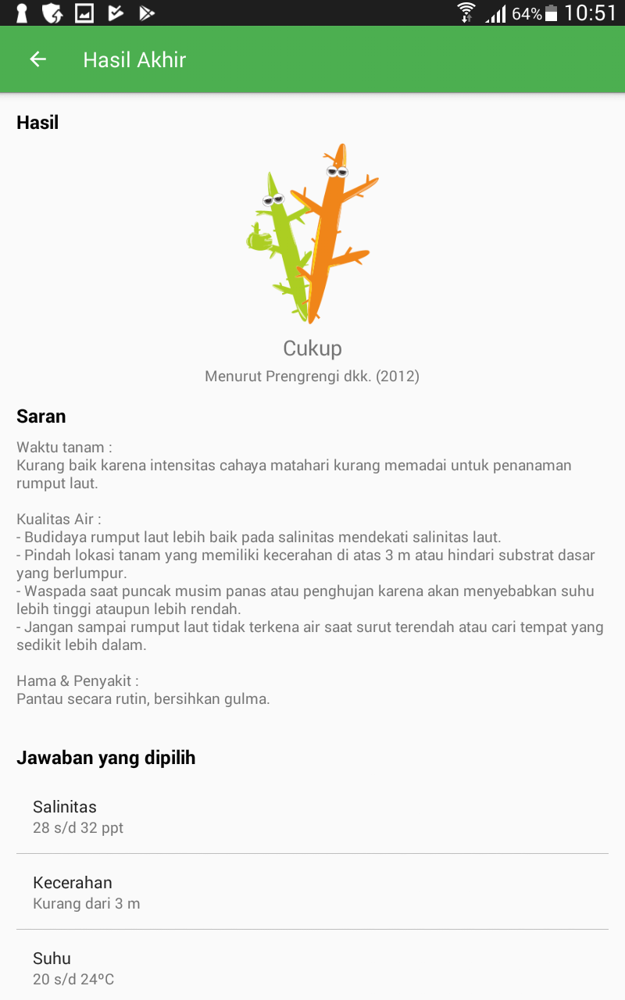 64% 10:51
Hasil Akhir
Hasil
Cukup
Menurut Prengrengi dkk. (2012)
Saran
Waktu tanam :
Kurang baik karena intensitas cahaya matahari kurang memadai untuk penanaman
rumput laut.
Kualitas Air :
- Budidaya rumput laut lebih baik pada salinitas mendekati salinitas laut.
- Pindah lokasi tanam yang memiliki kecerahan di atas 3 m atau hindari substrat dasar
yang berlumpur.
- Waspada saat puncak musim panas atau penghujan karena akan menyebabkan suhu
lebih tinggi ataupun lebih rendah.
- Jangan sampai rumput laut tidak terkena air saat surut terendah atau cari tempat yang
sedikit lebih dalam.
Hama & Penyakit :
Pantau secara rutin, bersihkan gulma.
Jawaban yang dipilih
Salinitas
28 s/d 32 ppt
Kecerahan
Kurang dari 3 m
Suhu
20 s/d 24ºC